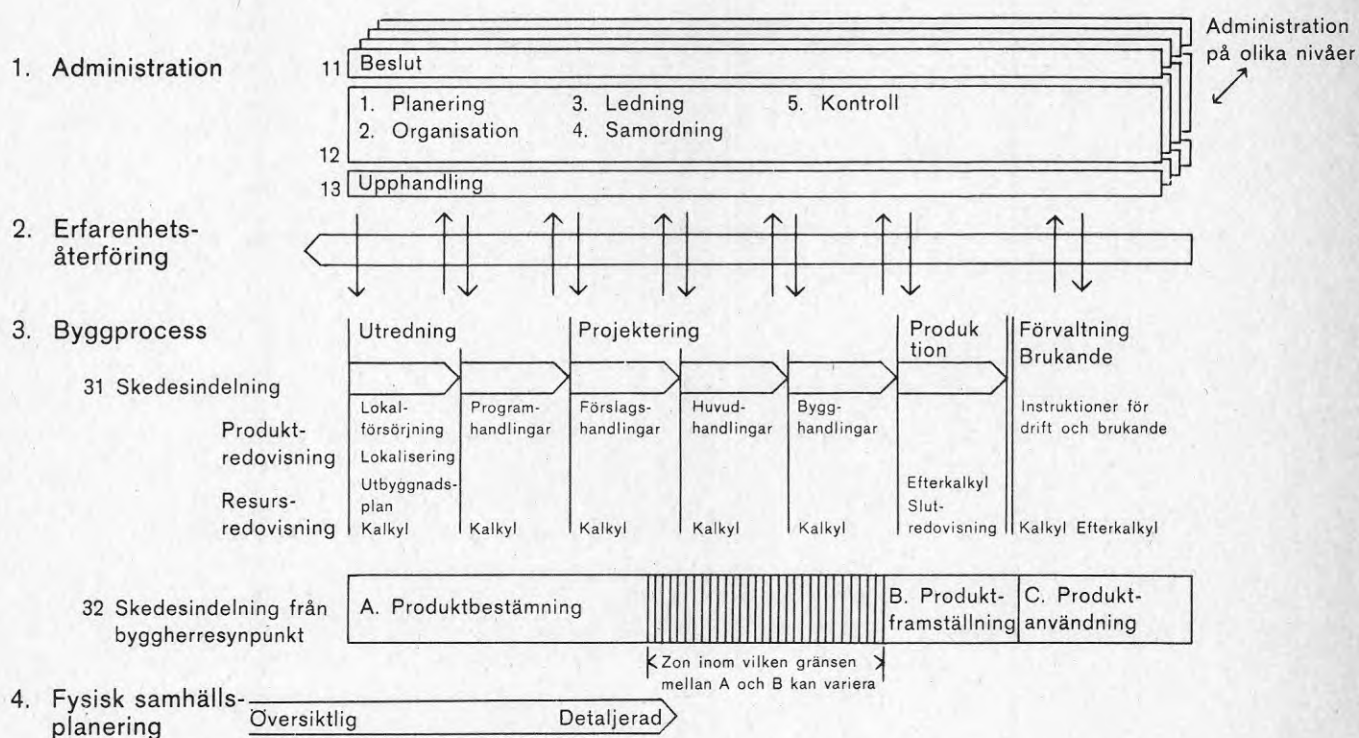 Administration
på olika nivåer
1. Administration
11 Beslut
1. Planering 3. Ledning 5. Kontroll
2. Organisation 4. Samordning
12
13 Upphandling
2. Erfarenhets-
återföring
3. Byggprocess
Utredning Projektering Produk Förvaltning
tion Brukande
31 Skedesindelning
Produkt-
redovisning
Resurs-
redovisning
Lokal-
försörjning
Lokalisering
Utbyggnads-
plan
Kalkyl
Program-
handlingar
Kalkyl
Förslags-
handlingar
Kalkyl
Huvud-
handlingar
Kalkyl
Bygg-
handlingar
Kalkyl
Efterkalkyl
Slut-
redovisning
Instruktioner för
drift och brukande
Kalkyl Efterkalkyl
32 Skedesindelning från
byggherresynpunkt
A. Produktbestämning
B. Produkt-
framställning
C. Produkt-
användning
Zon inom vilken gränsen
mellan A och B kan variera
4. Fysisk samhälls-
planering
Översiktlig Detaljerad